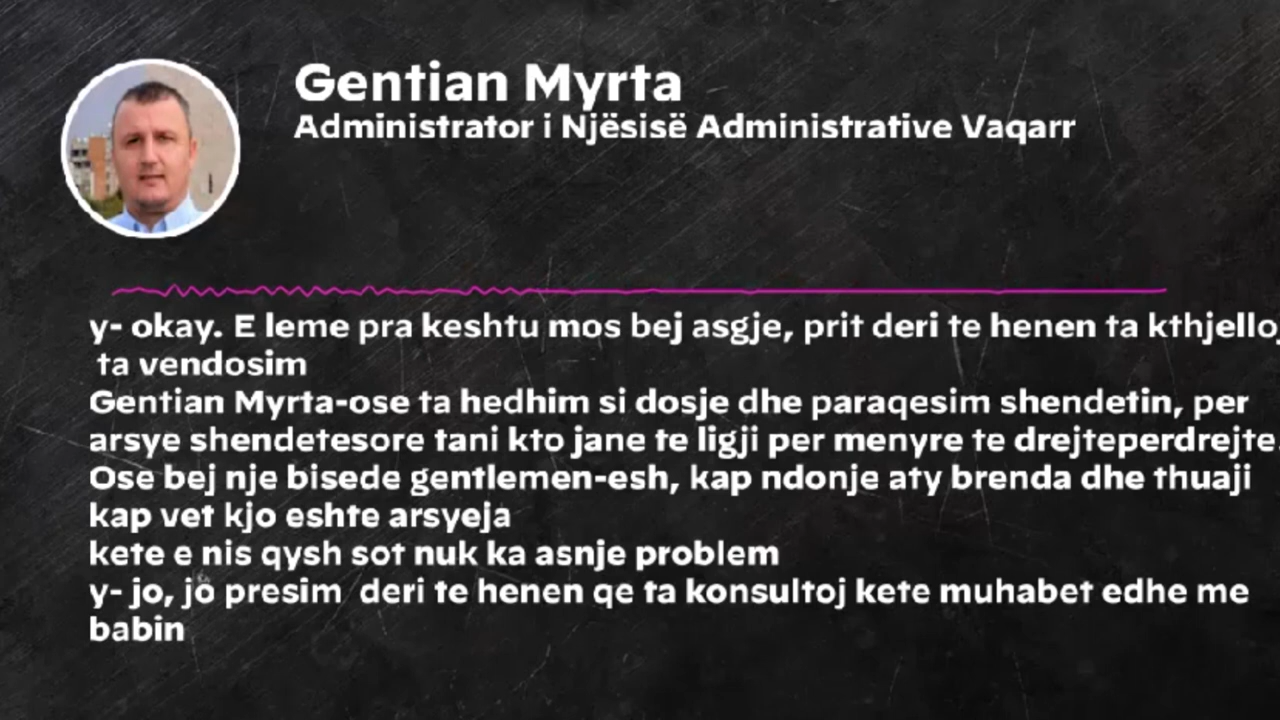 Gentian Myrta
Administrator i Njësisë Administrative Vaqarr
y- okay. E leme pra keshtu mos bej asgje, prit deri te henen ta kthjelloj
ta vendosim
Gentian Myrta-ose ta hedhim si dosje dhe paraqesim shendetin, per
arsye shendetesore tani kto jane te ligji per menyre te drejteperdrejte.
Ose bej nje bisede gentlemen-esh, kap ndonje aty brenda dhe thuaji
kap vet kjo eshte arsyeja
kete e nis qysh sot nuk ka asnje problem
y- jo, jo presim deri te henen qe ta konsultoj kete muhabet edhe me
babin